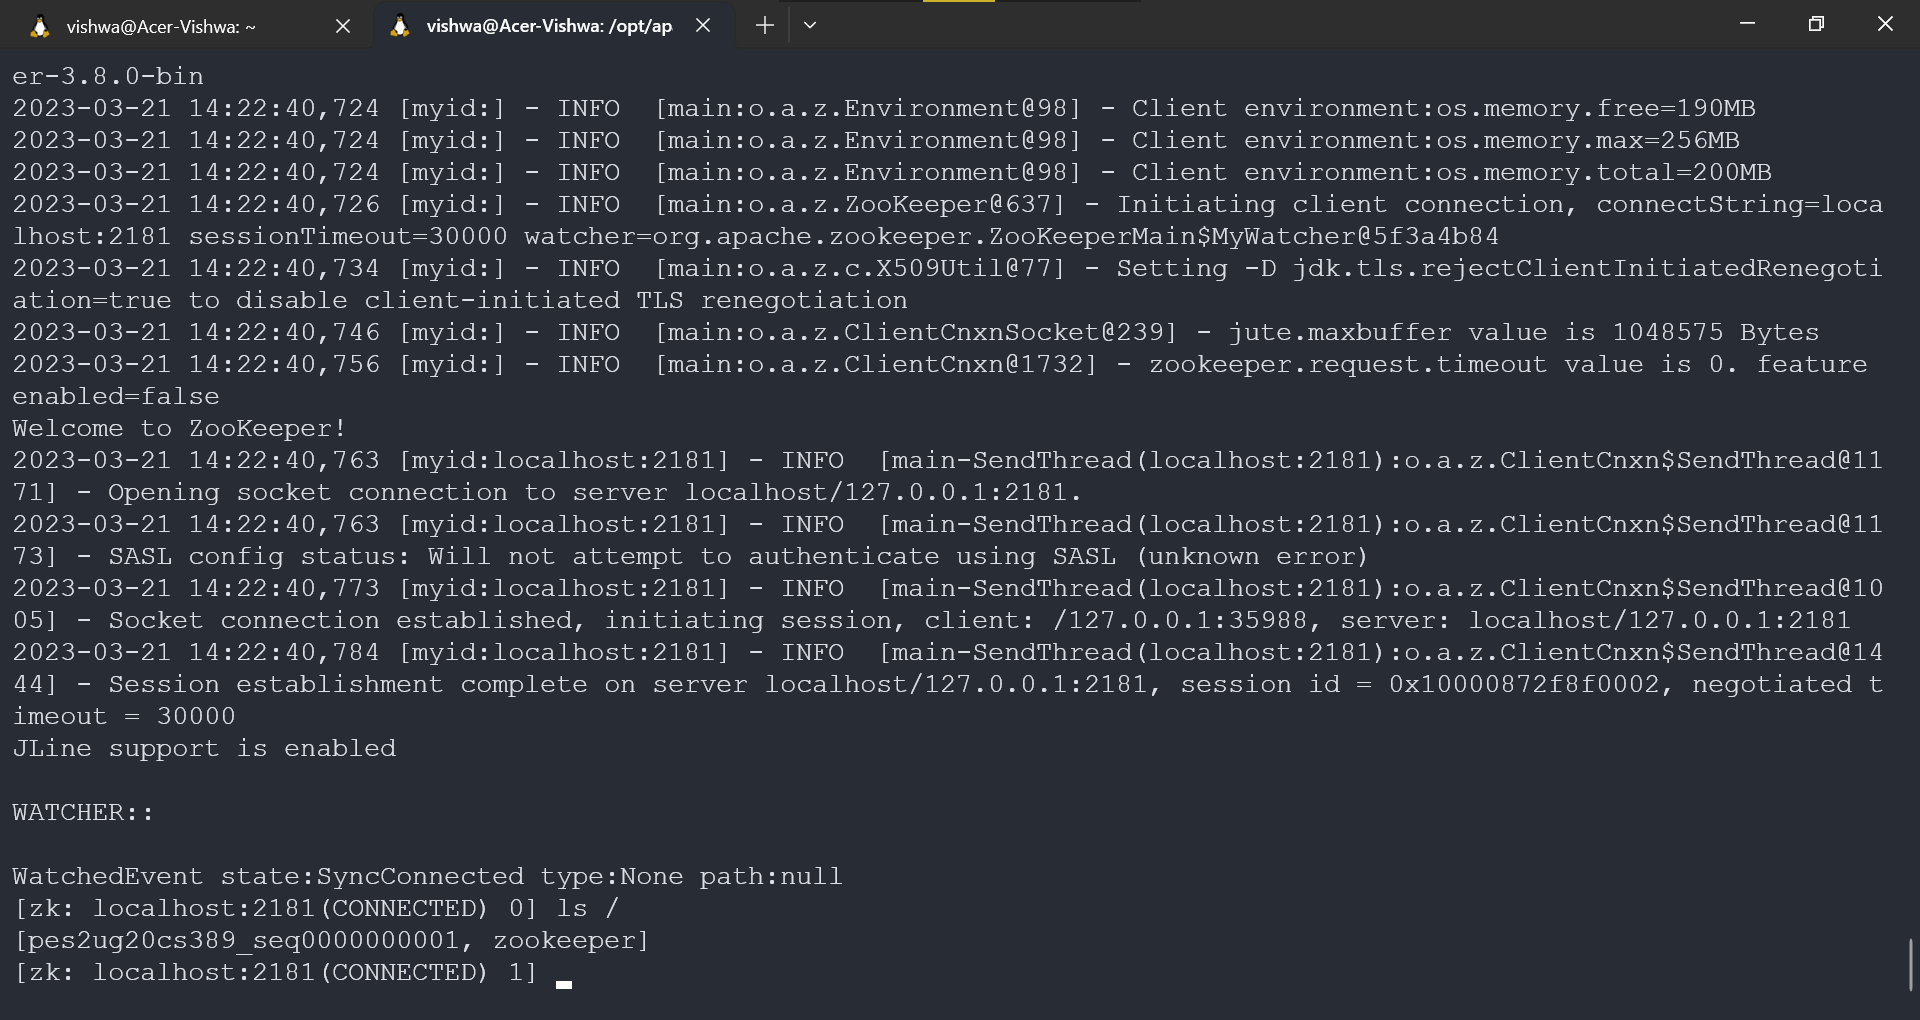 vishwa@Acer-Vishwa: ~
vishwa@Acer-Vishwa: /opt/ap
er-3.8.0-bin
2023-03-21 14:22:40,724 [myid:] - INFO  [main:o.a.z.Environment@98] - Client environment:os.memory.free=190MB
2023-03-21 14:22:40,724 [myid:] - INFO  [main:o.a.z.Environment@98] - Client environment:os.memory.max=256MB
2023-03-21 14:22:40,724 [myid:] - INFO  [main:o.a.z.Environment@98] - Client environment:os.memory.total=200MB
2023-03-21 14:22:40,726 [myid:] - INFO  [main:o.a.z.ZooKeeper@637] - Initiating client connection, connectString=loca
lhost:2181 sessionTimeout=30000 watcher=org.apache.zookeeper.ZooKeeperMain$MyWatcher@5f3a4b84
2023-03-21 14:22:40,734 [myid:] - INFO  [main:o.a.z.c.X509Util@77] - Setting -D jdk.tls.rejectClientInitiatedRenegoti
ation=true to disable client-initiated TLS renegotiation
2023-03-21 14:22:40,746 [myid:] - INFO  [main:o.a.z.ClientCnxnSocket@239] - jute.maxbuffer value is 1048575 Bytes
2023-03-21 14:22:40,756 [myid:] - INFO  [main:o.a.z.ClientCnxn@1732] - zookeeper.request.timeout value is 0. feature
enabled=false
Welcome to ZooKeeper!
2023-03-21 14:22:40,763 [myid:localhost:2181] - INFO  [main-SendThread(localhost:2181):o.a.z.ClientCnxn$SendThread@11
71] - Opening socket connection to server localhost/127.0.0.1:2181.
2023-03-21 14:22:40,763 [myid:localhost:2181] - INFO  [main-SendThread(localhost:2181):o.a.z.ClientCnxn$SendThread@11
73] - SASL config status: Will not attempt to authenticate using SASL (unknown error)
2023-03-21 14:22:40,773 [myid:localhost:2181] - INFO  [main-SendThread(localhost:2181):o.a.z.ClientCnxn$SendThread@10
05] - Socket connection established, initiating session, client: /127.0.0.1:35988, server: localhost/127.0.0.1:2181
2023-03-21 14:22:40,784 [myid:localhost:2181] - INFO  [main-SendThread(localhost:2181):o.a.z.ClientCnxn$SendThread@14
44] - Session establishment complete on server localhost/127.0.0.1:2181, session id = 0x10000872f8f0002, negotiated t
imeout = 30000
JLine support is enabled
WATCHER::
WatchedEvent state:SyncConnected type:None path:null
[zk: localhost:2181(CONNECTED) 0] ls /
[pes2ug20cs389_seq0000000001, zookeeper]
[zk: localhost:2181(CONNECTED) 1]